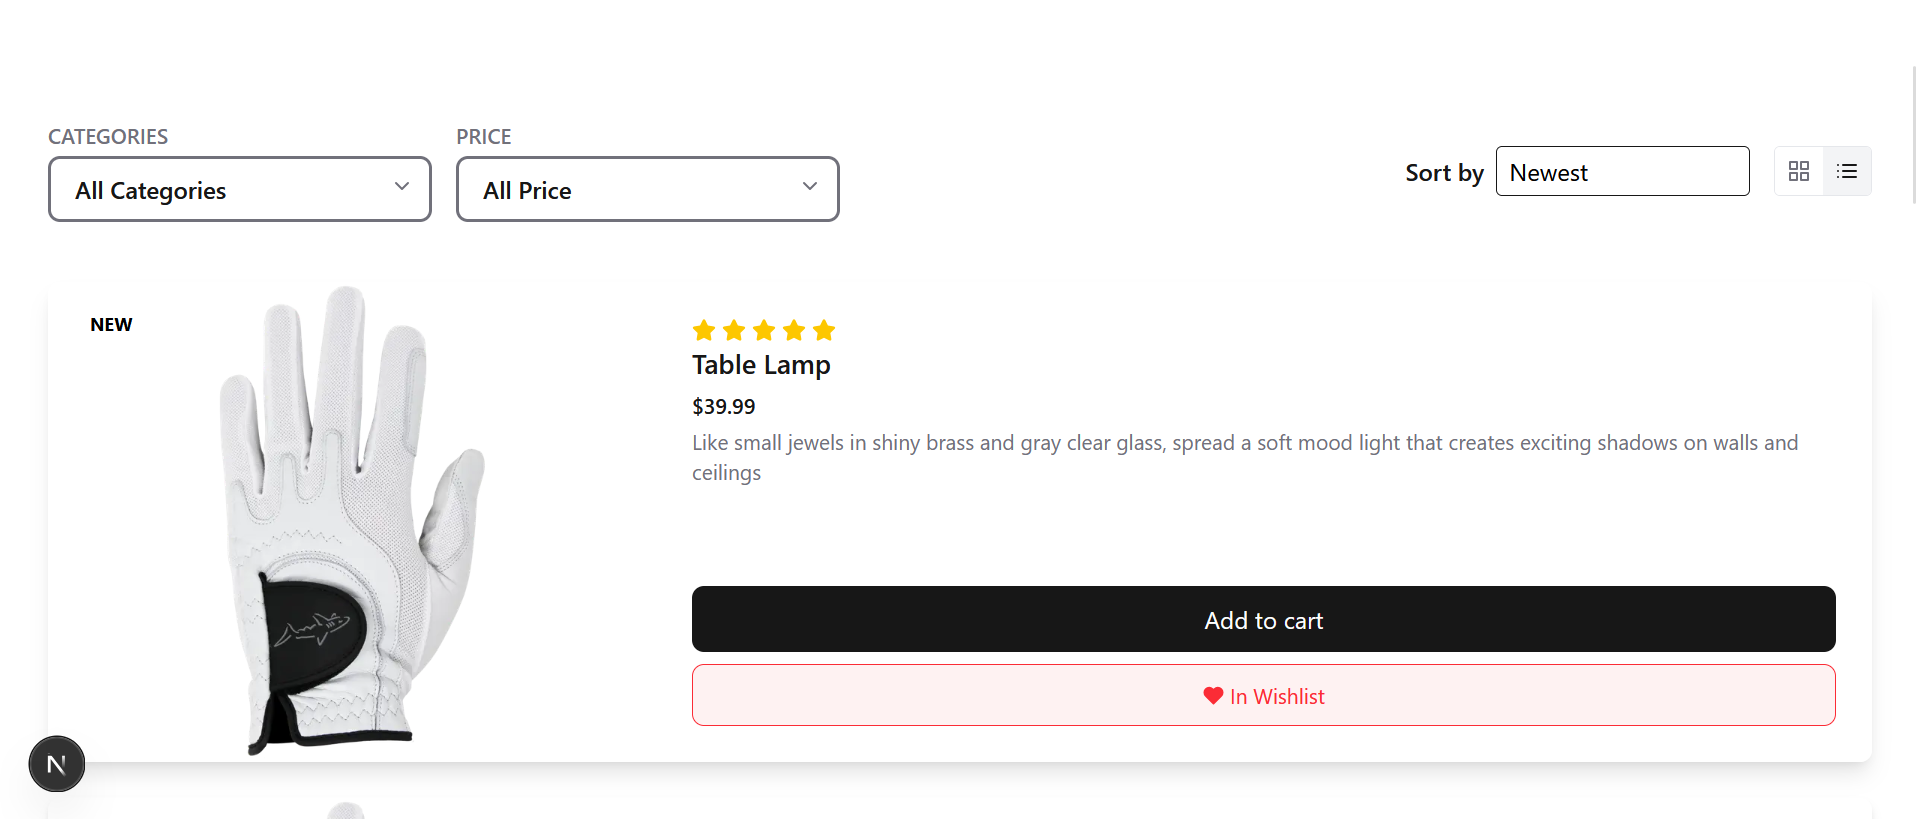 CATEGORIES
PRICE
All Categories
All Price
Sort by
Newest
NEW
Table Lamp
$39.99
Like small jewels in shiny brass and gray clear glass, spread a soft mood light that creates exciting shadows on walls and
ceilings
Add to cart
In Wishlist
N